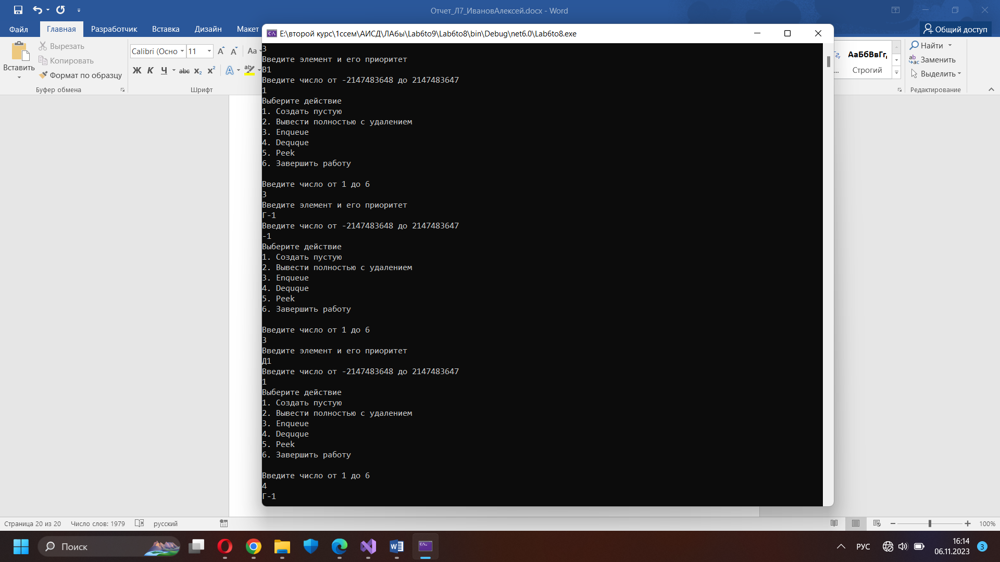 Отчет_Л7_ИвановАлексей.docx - Word
Файл
Главная
Разработчик
Вставка
Дизайн
Макет
Общий доступ
E:\второй курс\1ссем\АИСД\ЛАбы\Lab6to9\Lab6to8\bin\Debug\net6.0\Lab6to8.exe
Вставить
Вырезать
Копировать
Формат по образцу
Буфер обмена
Calibri (Осно
11
Aa
Ж К Ч abc x₂ x²
Шрифт
АаБбВвГг,
Строгий
Найти
Заменить
Выделить
Редактирование
3
Введите элемент и его приоритет
В1
Введите число от -2147483648 до 2147483647
1
Выберите действие
1. Создать пустую
2. Вывести полностью с удалением
3. Enqueue
4. Dequque
5. Peek
6. Завершить работу
Введите число от 1 до 6
3
Введите элемент и его приоритет
Г-1
Введите число от -2147483648 до 2147483647
-1
Выберите действие
1. Создать пустую
2. Вывести полностью с удалением
3. Enqueue
4. Dequque
5. Peek
6. Завершить работу
Введите число от 1 до 6
3
Введите элемент и его приоритет
Д1
Введите число от -2147483648 до 2147483647
1
Выберите действие
1. Создать пустую
2. Вывести полностью с удалением
3. Enqueue
4. Dequque
5. Peek
6. Завершить работу
Введите число от 1 до 6
4
Г-1
Страница 20 из 20
Число слов: 1979
русский
100%
Поиск
РУС
16:14
06.11.2023
3